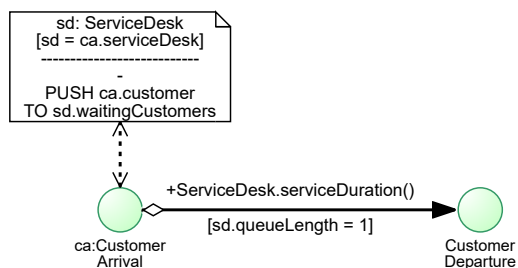 sd: ServiceDesk
[sd = ca.serviceDesk]
---------------------------
-
PUSH ca.customer
TO sd.waitingCustomers
+ServiceDesk.serviceDuration()
[sd.queueLength = 1]
ca:Customer
Arrival
Customer
Departure